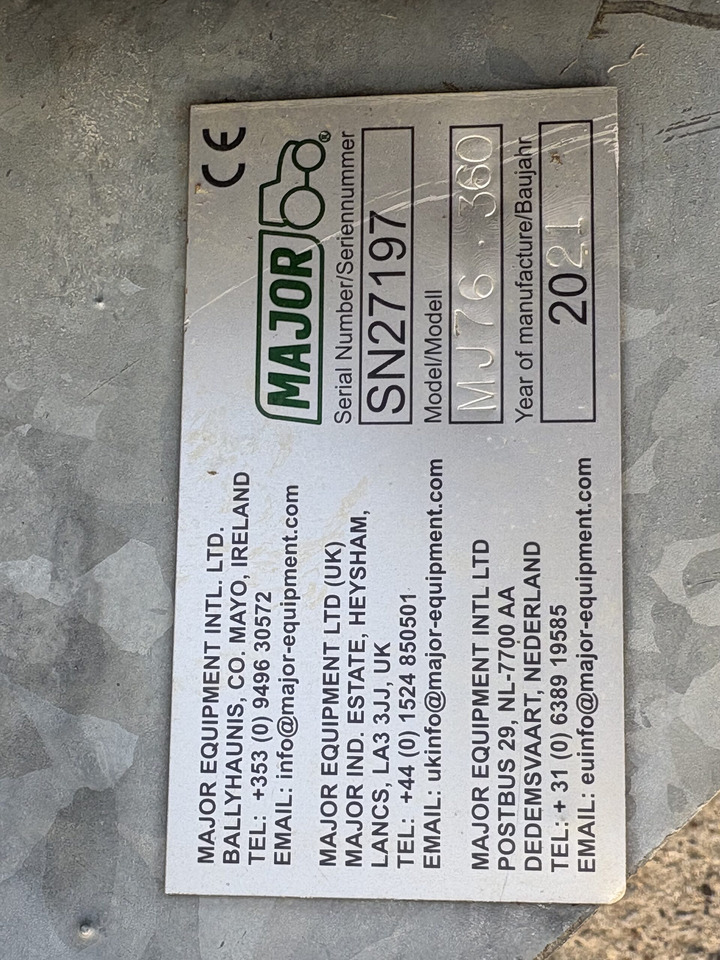 MAJOR EQUIPMENT INTL. LTD.
BALLYHAUNIS, CO. MAYO, IRELAND
TEL: +353 (0) 9496 30572
EMAIL: info@major-equipment.com
MAJOR EQUIPMENT LTD (UK)
MAJOR IND. ESTATE, HEYSHAM,
LANCS, LA3 3JJ, UK
TEL: +44 (0) 1524 850501
EMAIL: ukinfo@major-equipment.com
MAJOR EQUIPMENT INTL LTD
POSTBUS 29, NL-7700 AA
DEDEMSVAART, NEDERLAND
TEL: + 31 (0) 6389 19585
EMAIL: euinfo@major-equipment.com
CE
MAJOR®
Serial Number/Seriennummer
SN27197
Model/Modell
MJ76·360
Year of manufacture/Baujahr
2021